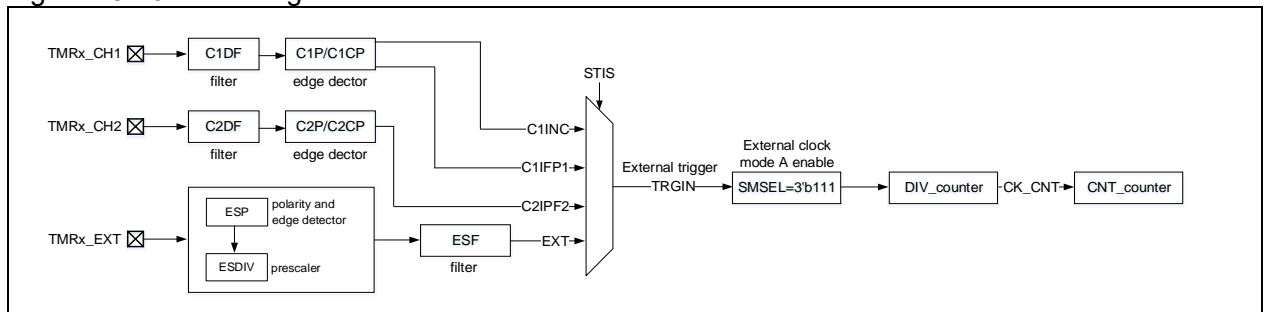 TMRx_CH1
C1DF
filter
C1P/C1CP
edge dector
STIS
TMRx_CH2
C2DF
filter
C2P/C2CP
edge dector
C1INC
C1IFP1
C2IPF2
EXT
External trigger
TRGIN
External clock
mode A enable
SMSEL=3'b111
DIV_counter
CK_CNT
CNT_counter
TMRx_EXT
ESP
polarity and
edge detector
ESDIV
prescaler
ESF
filter